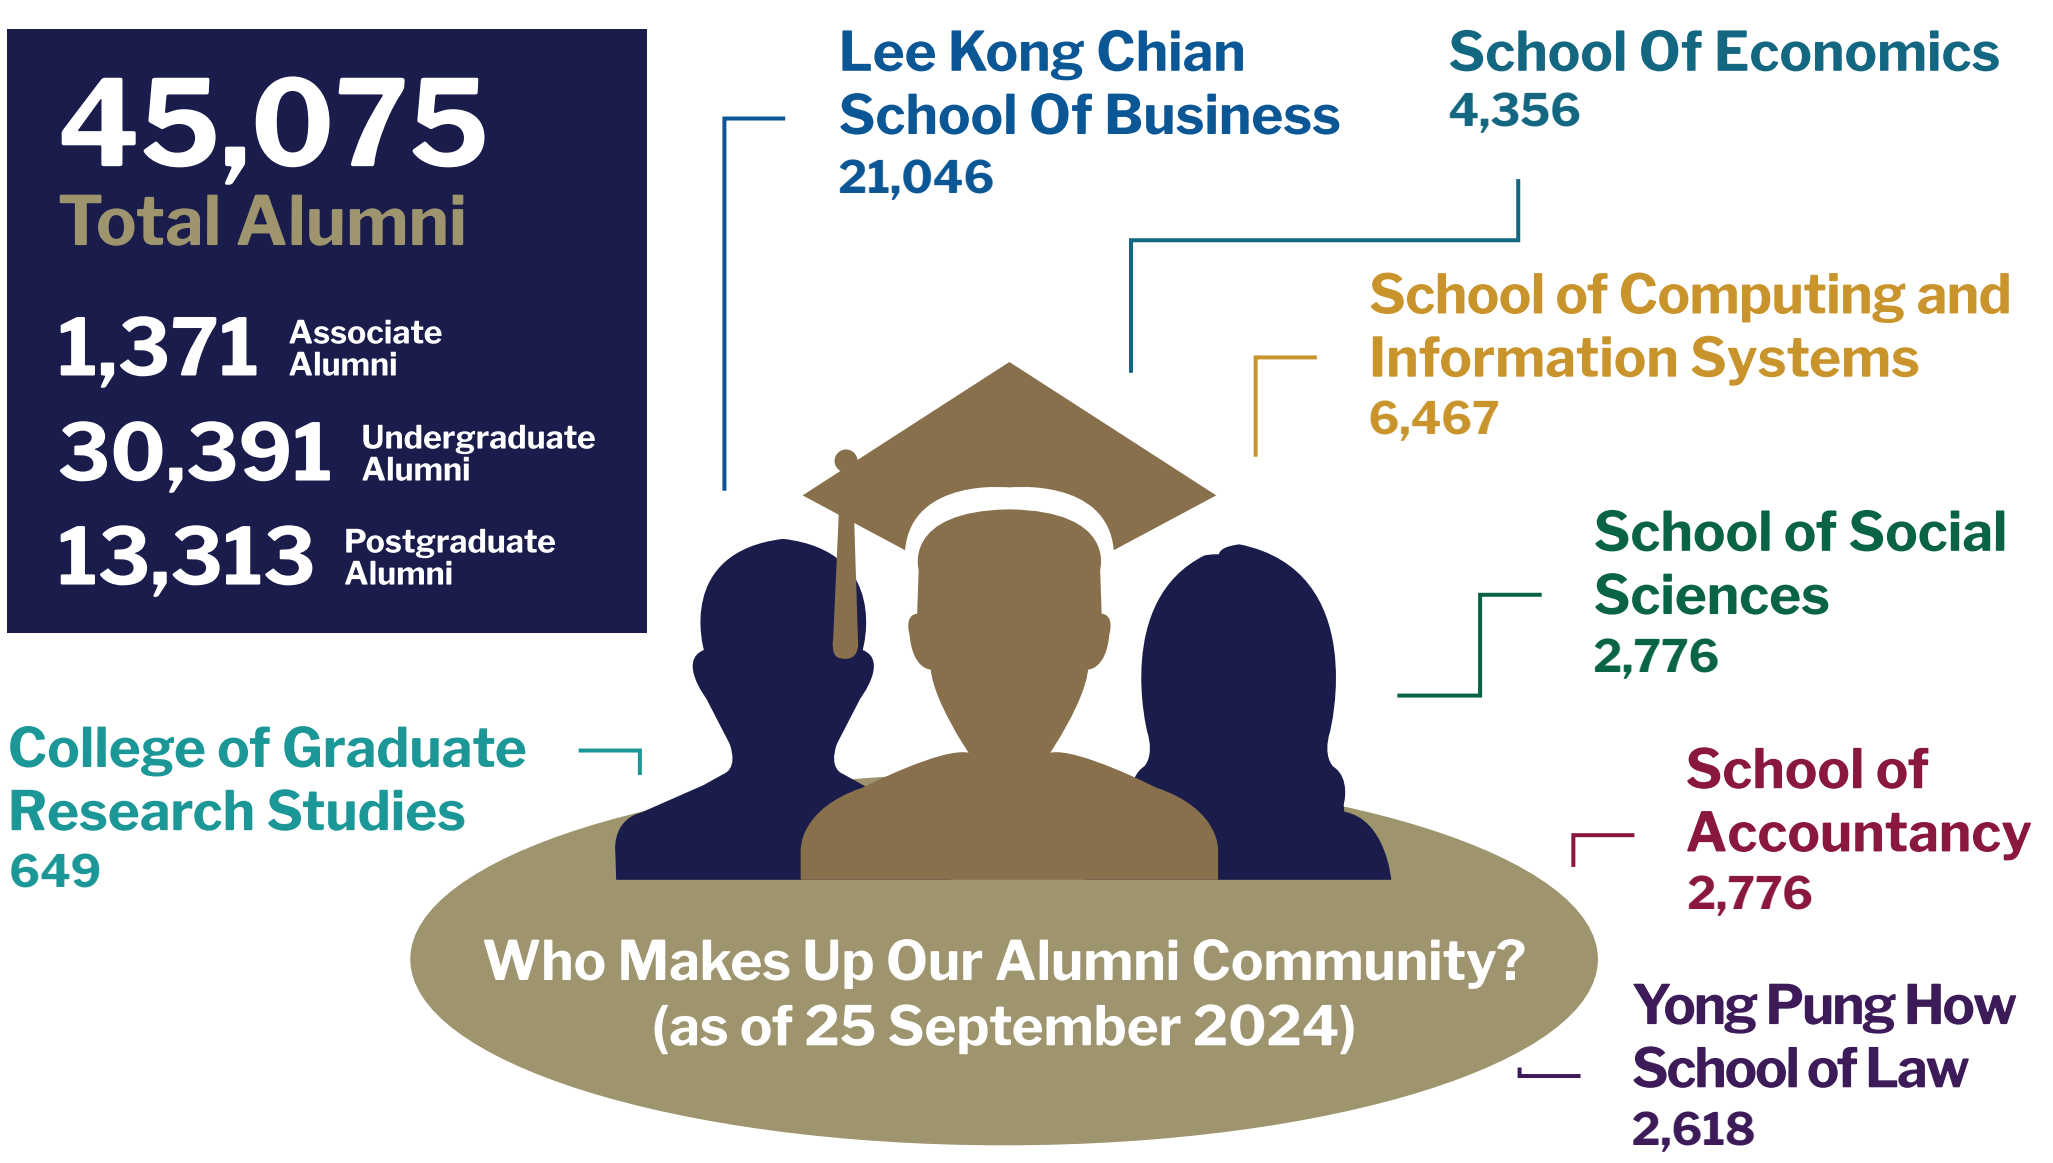 45,075
Total Alumni
1,371 Associate
Alumni
30,391 Undergraduate
Alumni
13,313 Postgraduate
Alumni
Lee Kong Chian
School Of Business
21,046
School Of Economics
4,356
School of Computing and
Information Systems
6,467
School of Social
Sciences
2,776
School of
Accountancy
2,776
Yong Pung How
School of Law
2,618
College of Graduate
Research Studies
649
Who Makes Up Our Alumni Community?
(as of 25 September 2024)